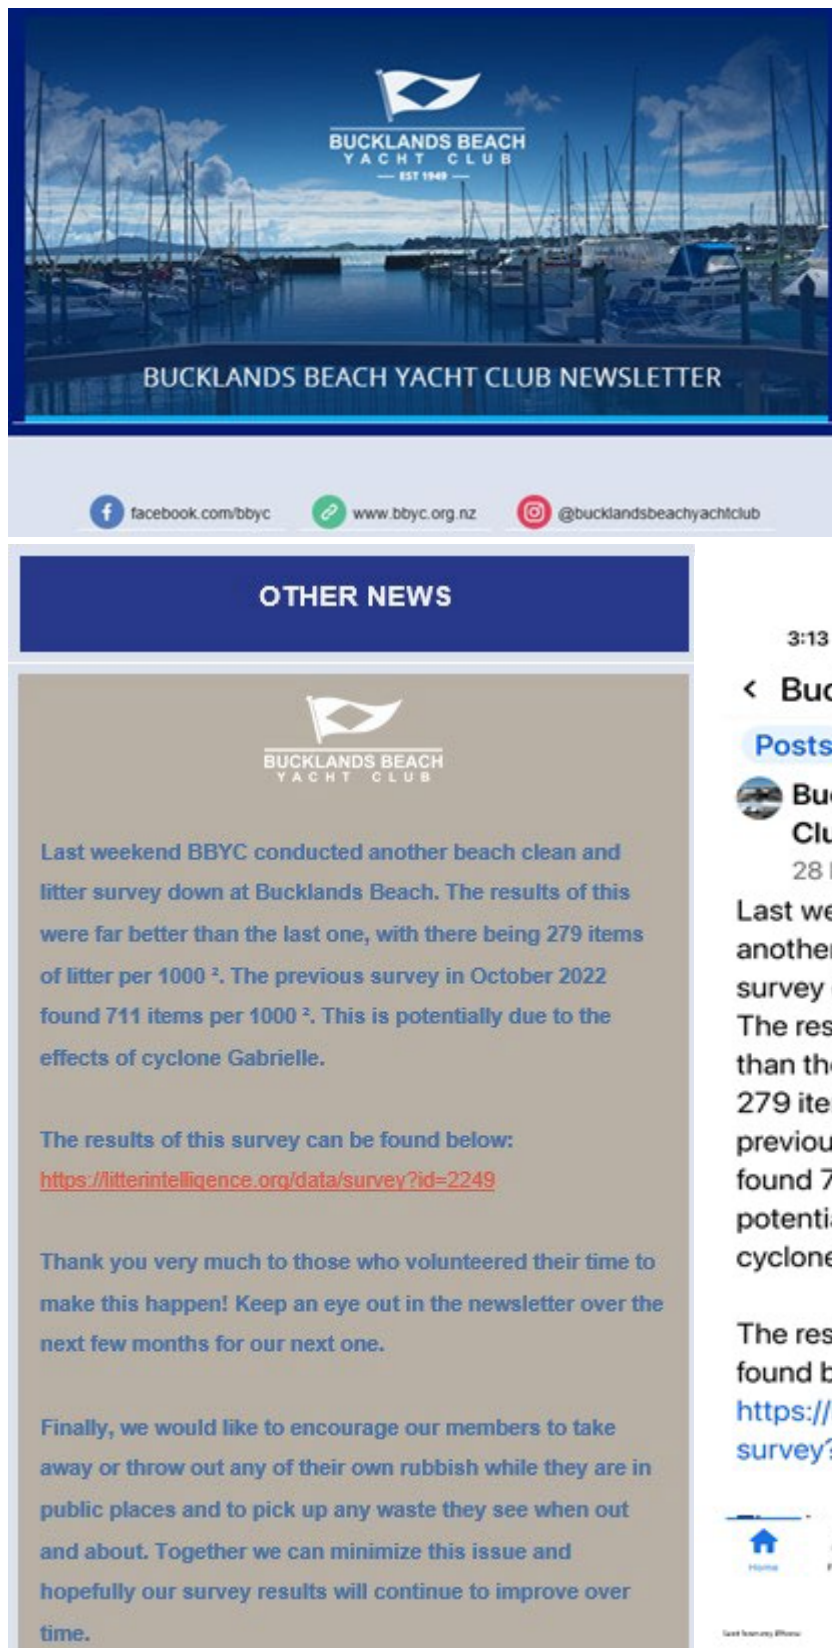 BUCKLANDS BEACH
YACHT CLUB
EST 1949
BUCKLANDS BEACH YACHT CLUB NEWSLETTER
facebook.com/bbyc
www.bbyc.org.nz
@bucklandsbeachyachtclub
OTHER NEWS
BUCKLANDS BEACH
YACHT CLUB
Last weekend BBYC conducted another beach clean and
litter survey down at Bucklands Beach. The results of this
were far better than the last one, with there being 279 items
of litter per 1000 ². The previous survey in October 2022
found 711 items per 1000 ². This is potentially due to the
effects of cyclone Gabrielle.
The results of this survey can be found below:
https://litterintelligence.org/data/survey?id=2249
Thank you very much to those who volunteered their time to
make this happen! Keep an eye out in the newsletter over the
next few months for our next one.
Finally, we would like to encourage our members to take
away or throw out any of their own rubbish while they are in
public places and to pick up any waste they see when out
and about. Together we can minimize this issue and
hopefully our survey results will continue to improve over
time.
3:13
Buc
Posts
Buc
Clu
28
Last we
another
survey
The res
than the
279 ite
previou
found 7
potentia
cyclone
The res
found b
https://
survey?
Home
Sent from my iPhone